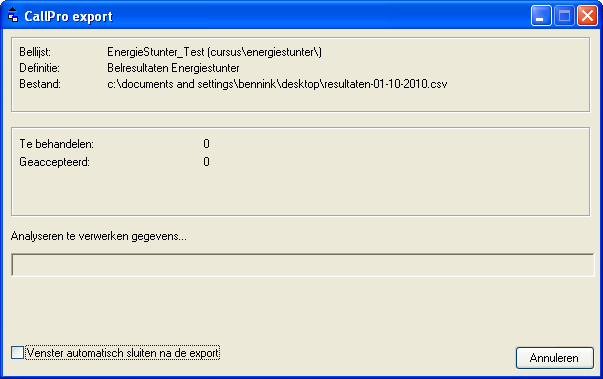 CallPro export
Bellijst: EnergieStunter_Test (cursus\energiestunter\)
Definitie: Belresultaten Energiestunter
Bestand: c:\documents and settings\bennink\desktop\resultaten-01-10-2010.csv
Te behandelen: 0
Geaccepteerd: 0
Analyseren te verwerken gegevens...
Venster automatisch sluiten na de export
Annuleren